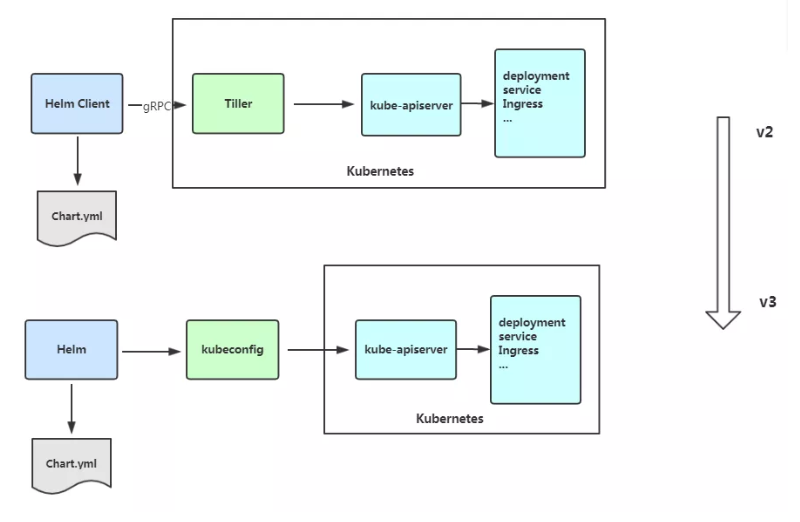 Helm Client
gRPC
Tiller
kube-apiserver
deployment
service
Ingress
...
Kubernetes
Chart.yml
v2
v3
Helm
kubeconfig
kube-apiserver
deployment
service
Ingress
...
Kubernetes
Chart.yml